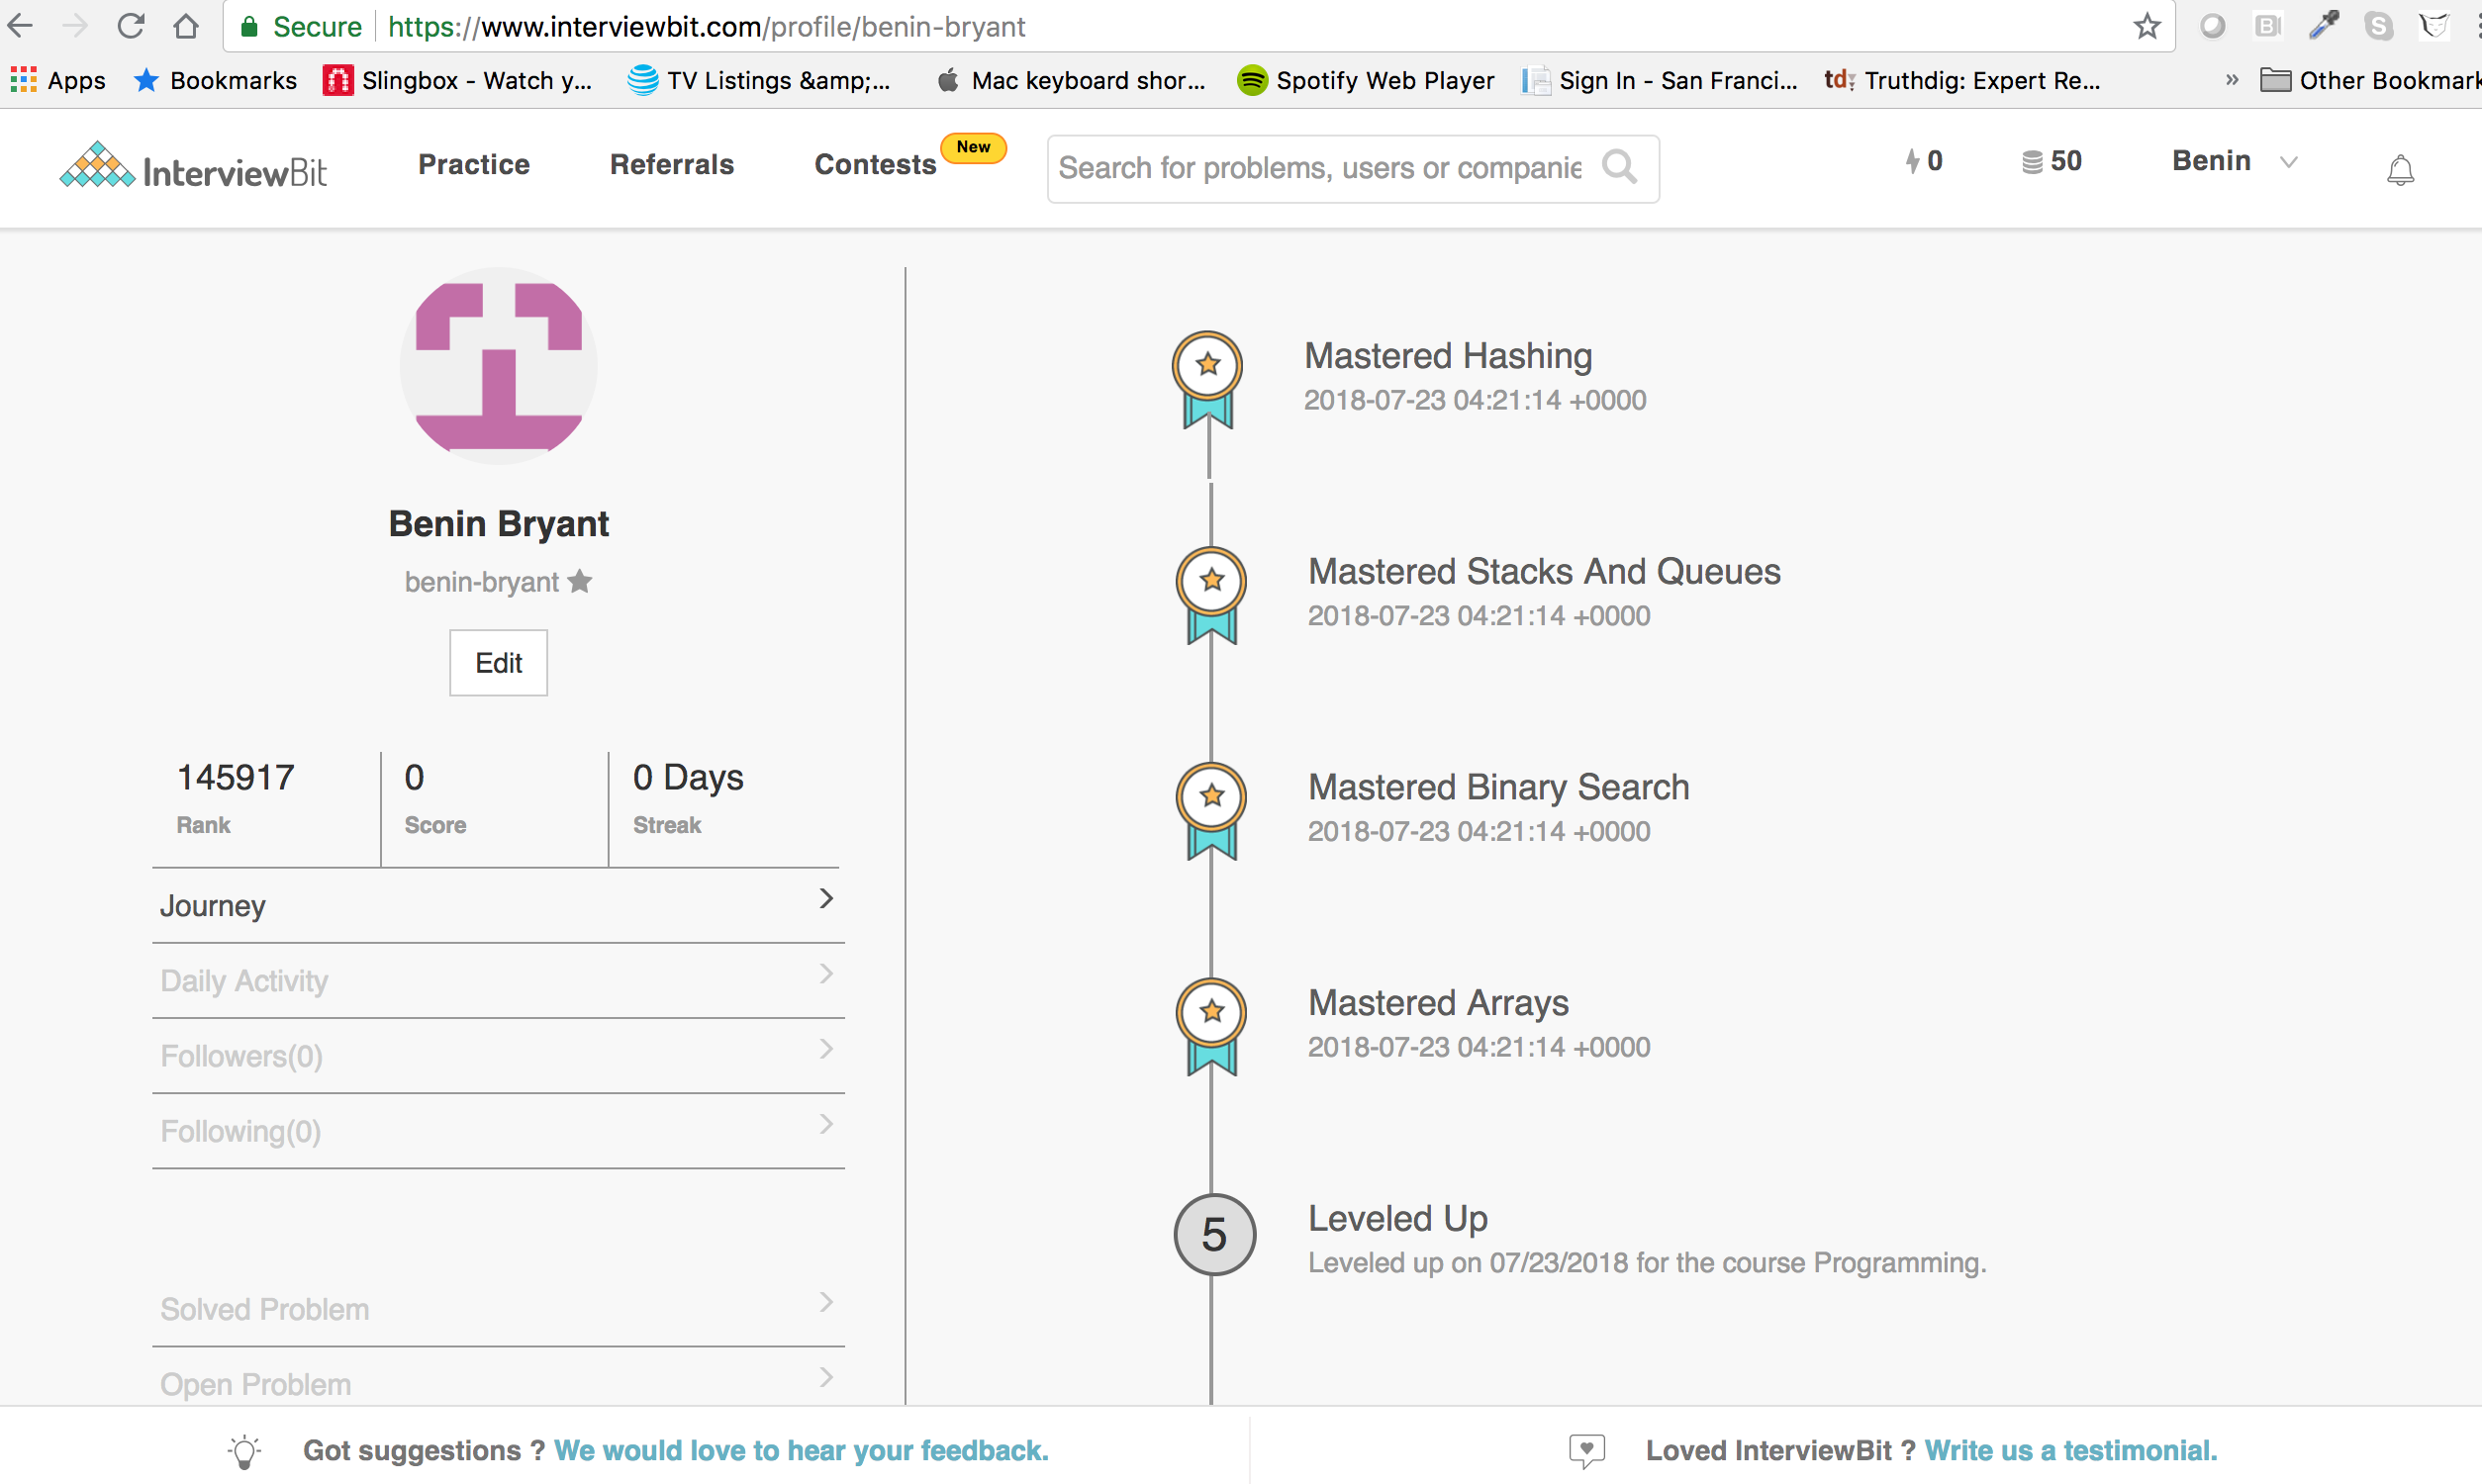 Secure https://www.interviewbit.com/profile/benin-bryant
Apps Bookmarks Slingbox - Watch y... TV Listings &amp;... Mac keyboard shor... Spotify Web Player Sign In - San Franci... td Truthdig: Expert Re... » Other Bookmark
InterviewBit Practice Referrals Contests New Search for problems, users or companie 0 50 Benin
Benin Bryant
benin-bryant
Edit
145917 0 0 Days
Rank Score Streak
Journey
Daily Activity
Followers(0)
Following(0)
Solved Problem
Open Problem
Mastered Hashing
2018-07-23 04:21:14 +0000
Mastered Stacks And Queues
2018-07-23 04:21:14 +0000
Mastered Binary Search
2018-07-23 04:21:14 +0000
Mastered Arrays
2018-07-23 04:21:14 +0000
5 Leveled Up
Leveled up on 07/23/2018 for the course Programming.
Got suggestions ? We would love to hear your feedback. Loved InterviewBit ? Write us a testimonial.